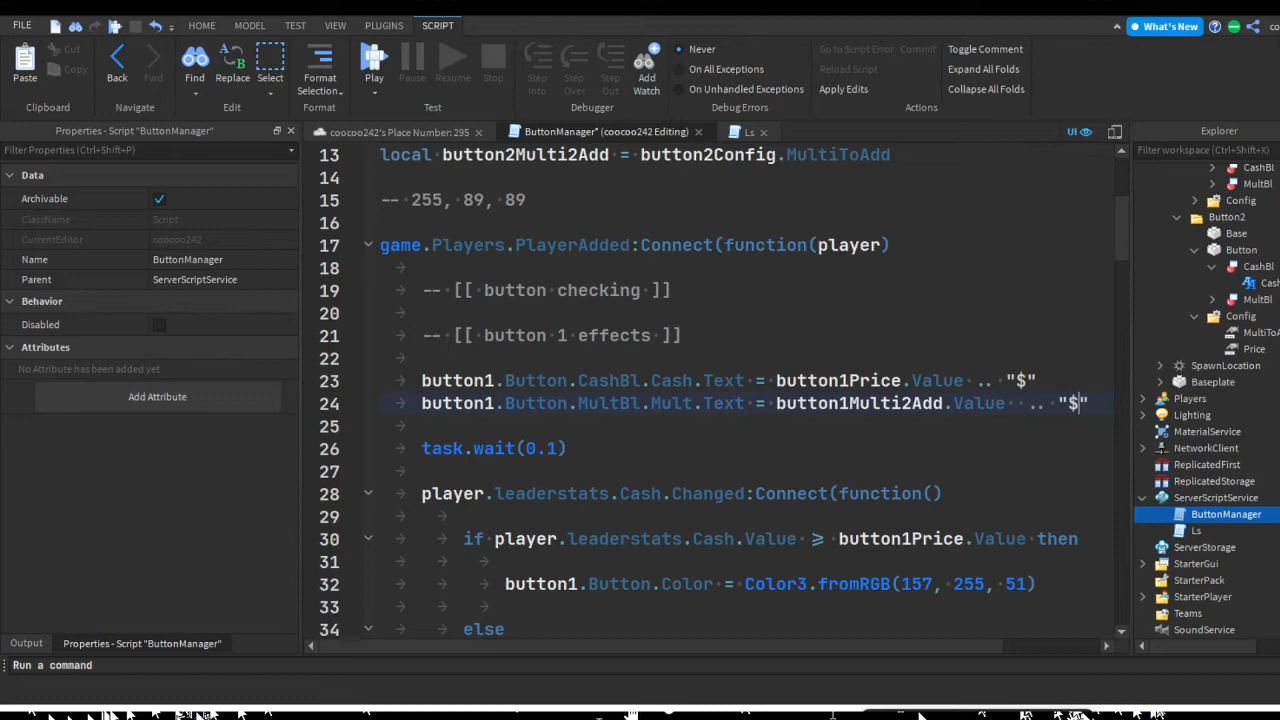 FILE HOME MODEL TEST VIEW PLUGINS SCRIPT What's New
Paste Cut Copy Back Fwd Find Replace Select Format Selection Play Pause Resume Stop Step Into Step Over Step Out Add Watch
Never
On All Exceptions
On Unhandled Exceptions
Go to Script Error Commit
Reload Script
Apply Edits
Toggle Comment
Expand All Folds
Collapse All Folds
Clipboard Navigate Edit Format Test Debugger Debug Errors Actions
Properties - Script "ButtonManager"
Filter Properties (Ctrl+Shift+P)
Data
Archivable
ClassName Script
CurrentEditor coocoo242
Name ButtonManager
Parent ServerScriptService
Behavior
Disabled
Attributes
No Attribute has been added yet
Add Attribute
Output Properties - Script "ButtonManager"
Run a command
coocoo242's Place Number: 295 ButtonManager* (coocoo242 Editing) Ls UI
13 local button2Multi2Add = button2Config.MultiToAdd
14
15 -- 255, 89, 89
16
17 game.Players.PlayerAdded:Connect(function(player)
18
19 -- [[ button checking ]]
20
21 -- [[ button 1 effects ]]
22
23 button1.Button.CashBl.Cash.Text = button1Price.Value .. "$"
24 button1.Button.MultBl.Mult.Text = button1Multi2Add.Value .. "$"
25
26 task.wait(0.1)
27
28 player.leaderstats.Cash.Changed:Connect(function()
29
30 if player.leaderstats.Cash.Value ≥ button1Price.Value then
31
32 button1.Button.Color = Color3.fromRGB(157, 255, 51)
33
34 else
Explorer
Filter workspace (Ctrl+Shift+X)
CashBl
MultBl
Config
Button2
Base
Button
CashBl
Cash
MultBl
Config
MultiToA
Price
SpawnLocation
Baseplate
Players
Lighting
MaterialService
NetworkClient
ReplicatedFirst
ReplicatedStorage
ServerScriptService
ButtonManager
Ls
ServerStorage
StarterGui
StarterPack
StarterPlayer
Teams
SoundService